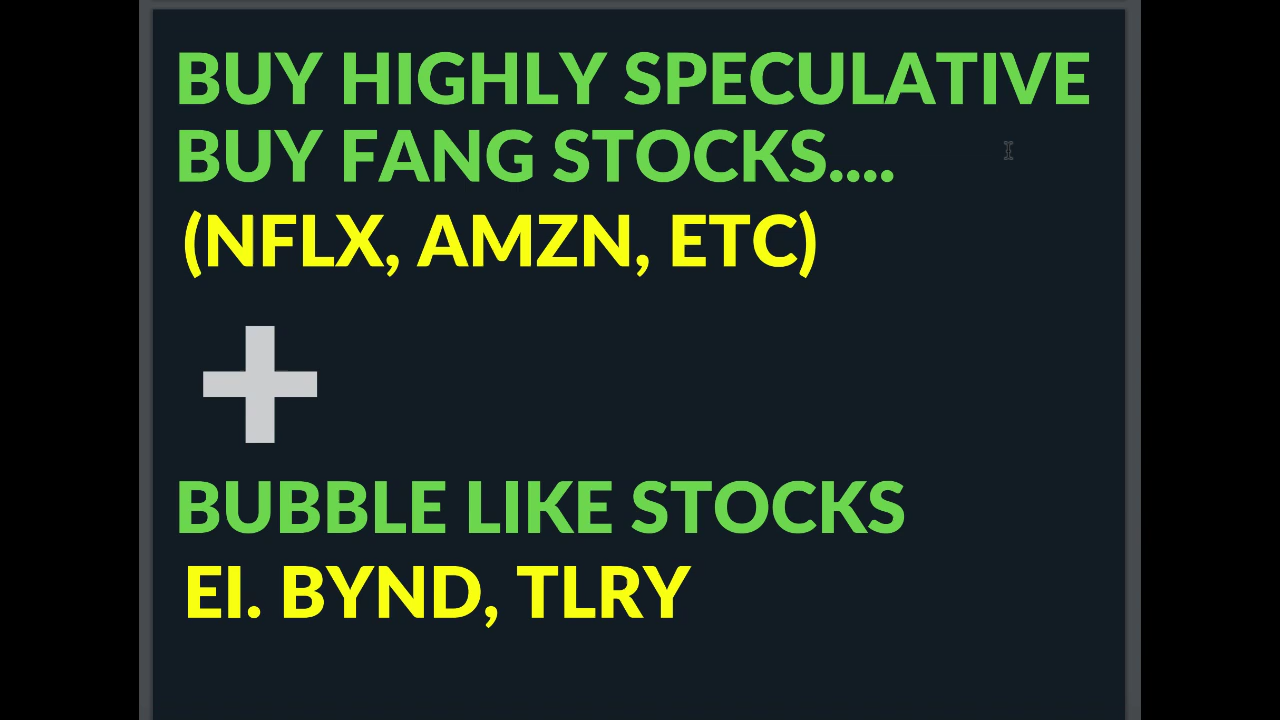 BUY HIGHLY SPECULATIVE
BUY FANG STOCKS....
(NFLX, AMZN, ETC)
+
BUBBLE LIKE STOCKS
EI. BYND, TLRY